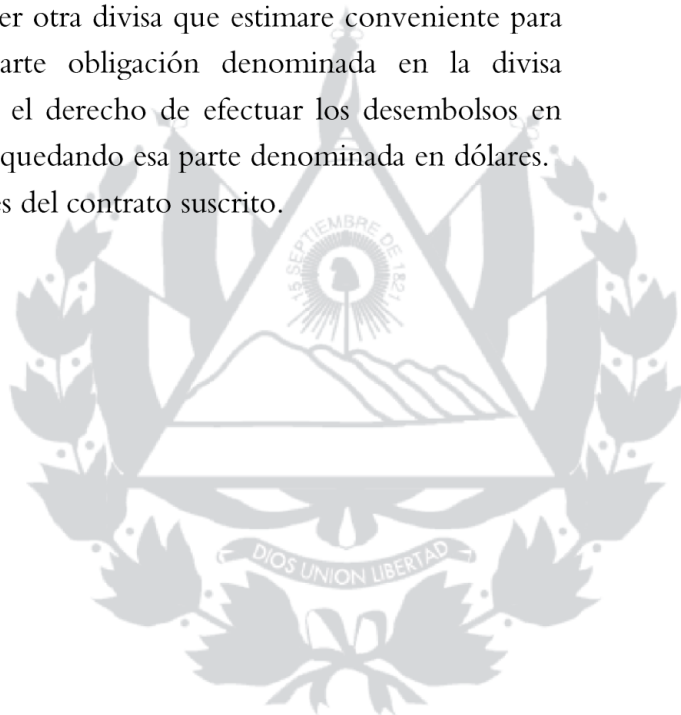 er otra divisa que estimare conveniente para
arte obligación denominada en la divisa
el derecho de efectuar los desembolsos en
quedando esa parte denominada en dólares.
es del contrato suscrito.
15 SEPTIEMBRE DE 1821
DIOS UNION LIBERTAD